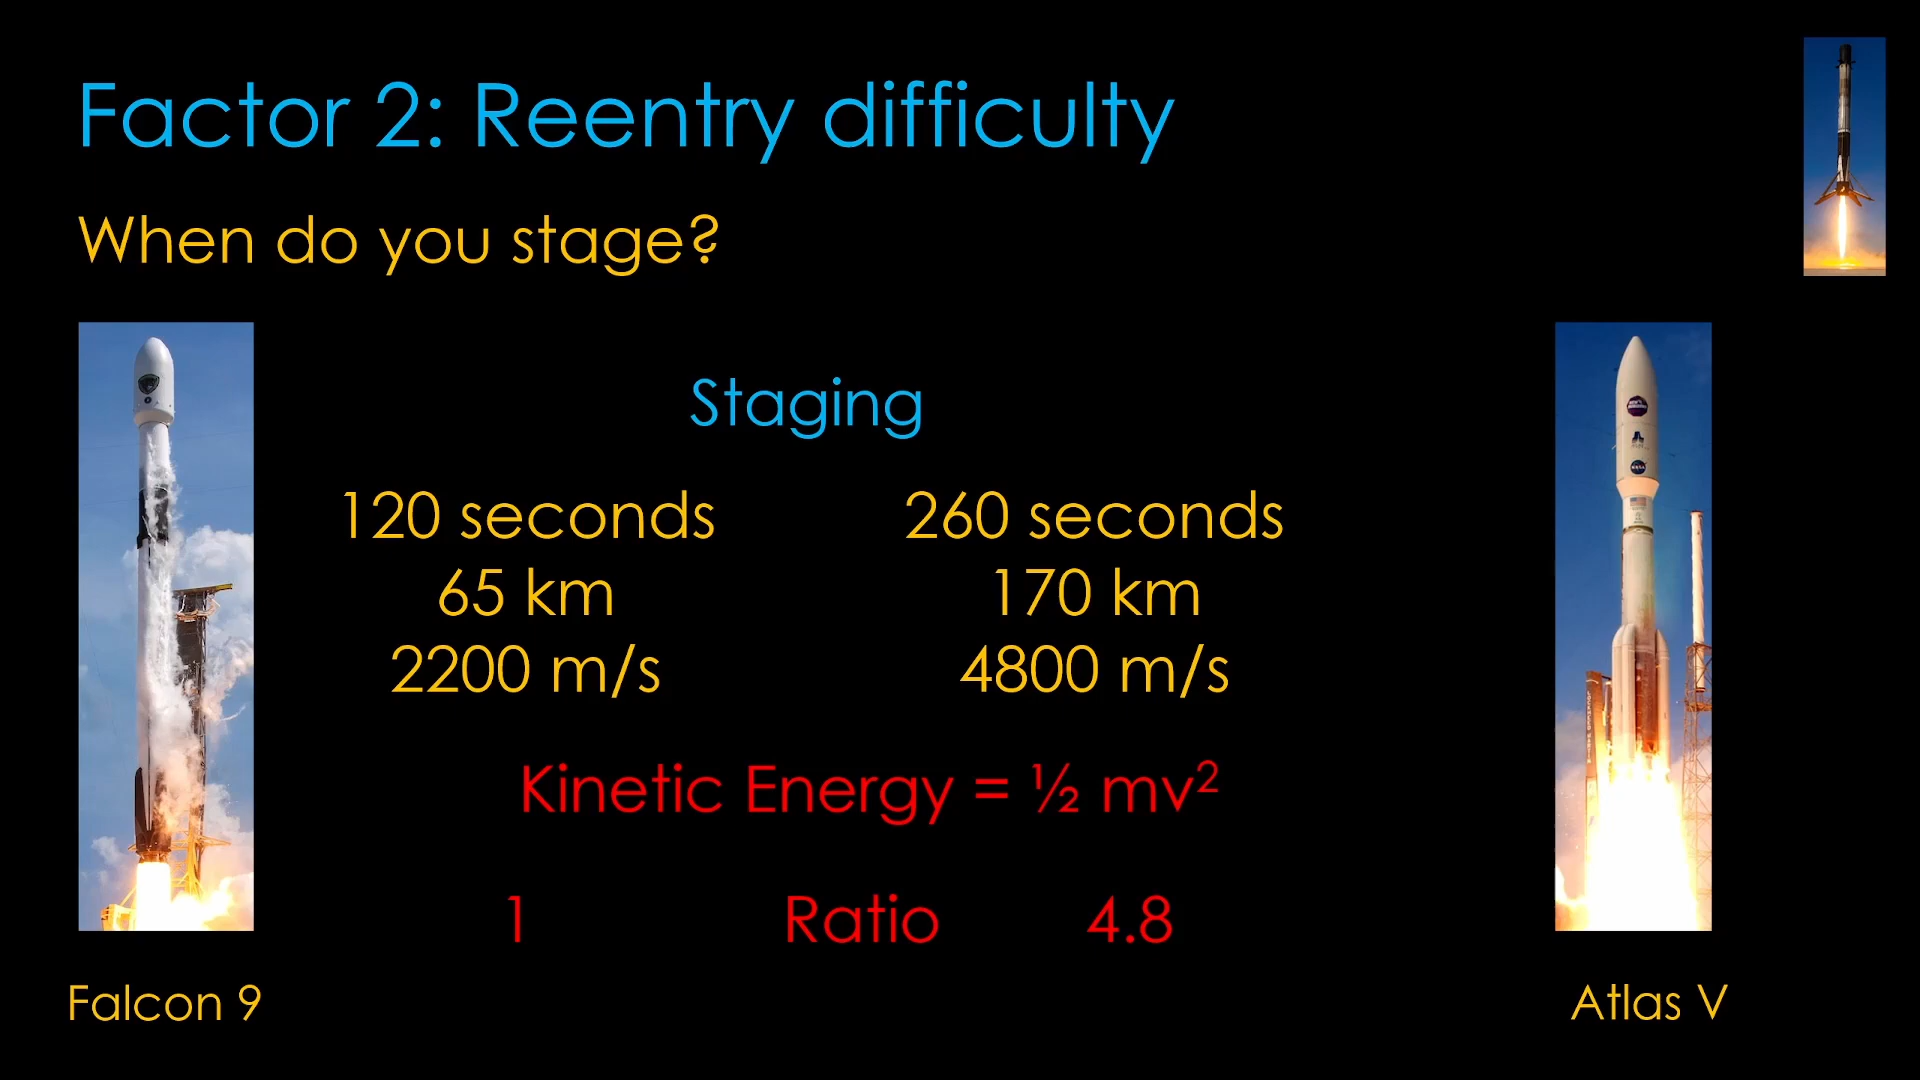 Factor 2: Reentry difficulty
When do you stage?
Staging
120 seconds
65 km
2200 m/s
260 seconds
170 km
4800 m/s
Kinetic Energy = ½ mv²
1 Ratio 4.8
Falcon 9
Atlas V